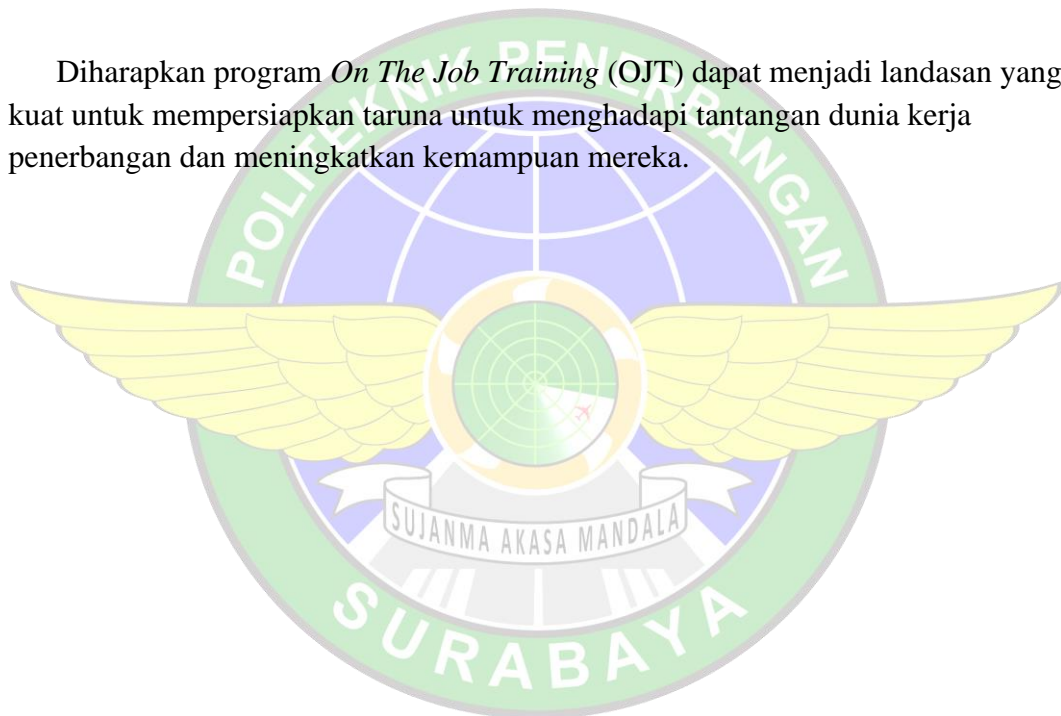 Diharapkan program On The Job Training (OJT) dapat menjadi landasan yang
kuat untuk mempersiapkan taruna untuk menghadapi tantangan dunia kerja
penerbangan dan meningkatkan kemampuan mereka.
POLITEKNIK PENERBANGAN
SUJANMA AKASA MANDALA
SURABAYA